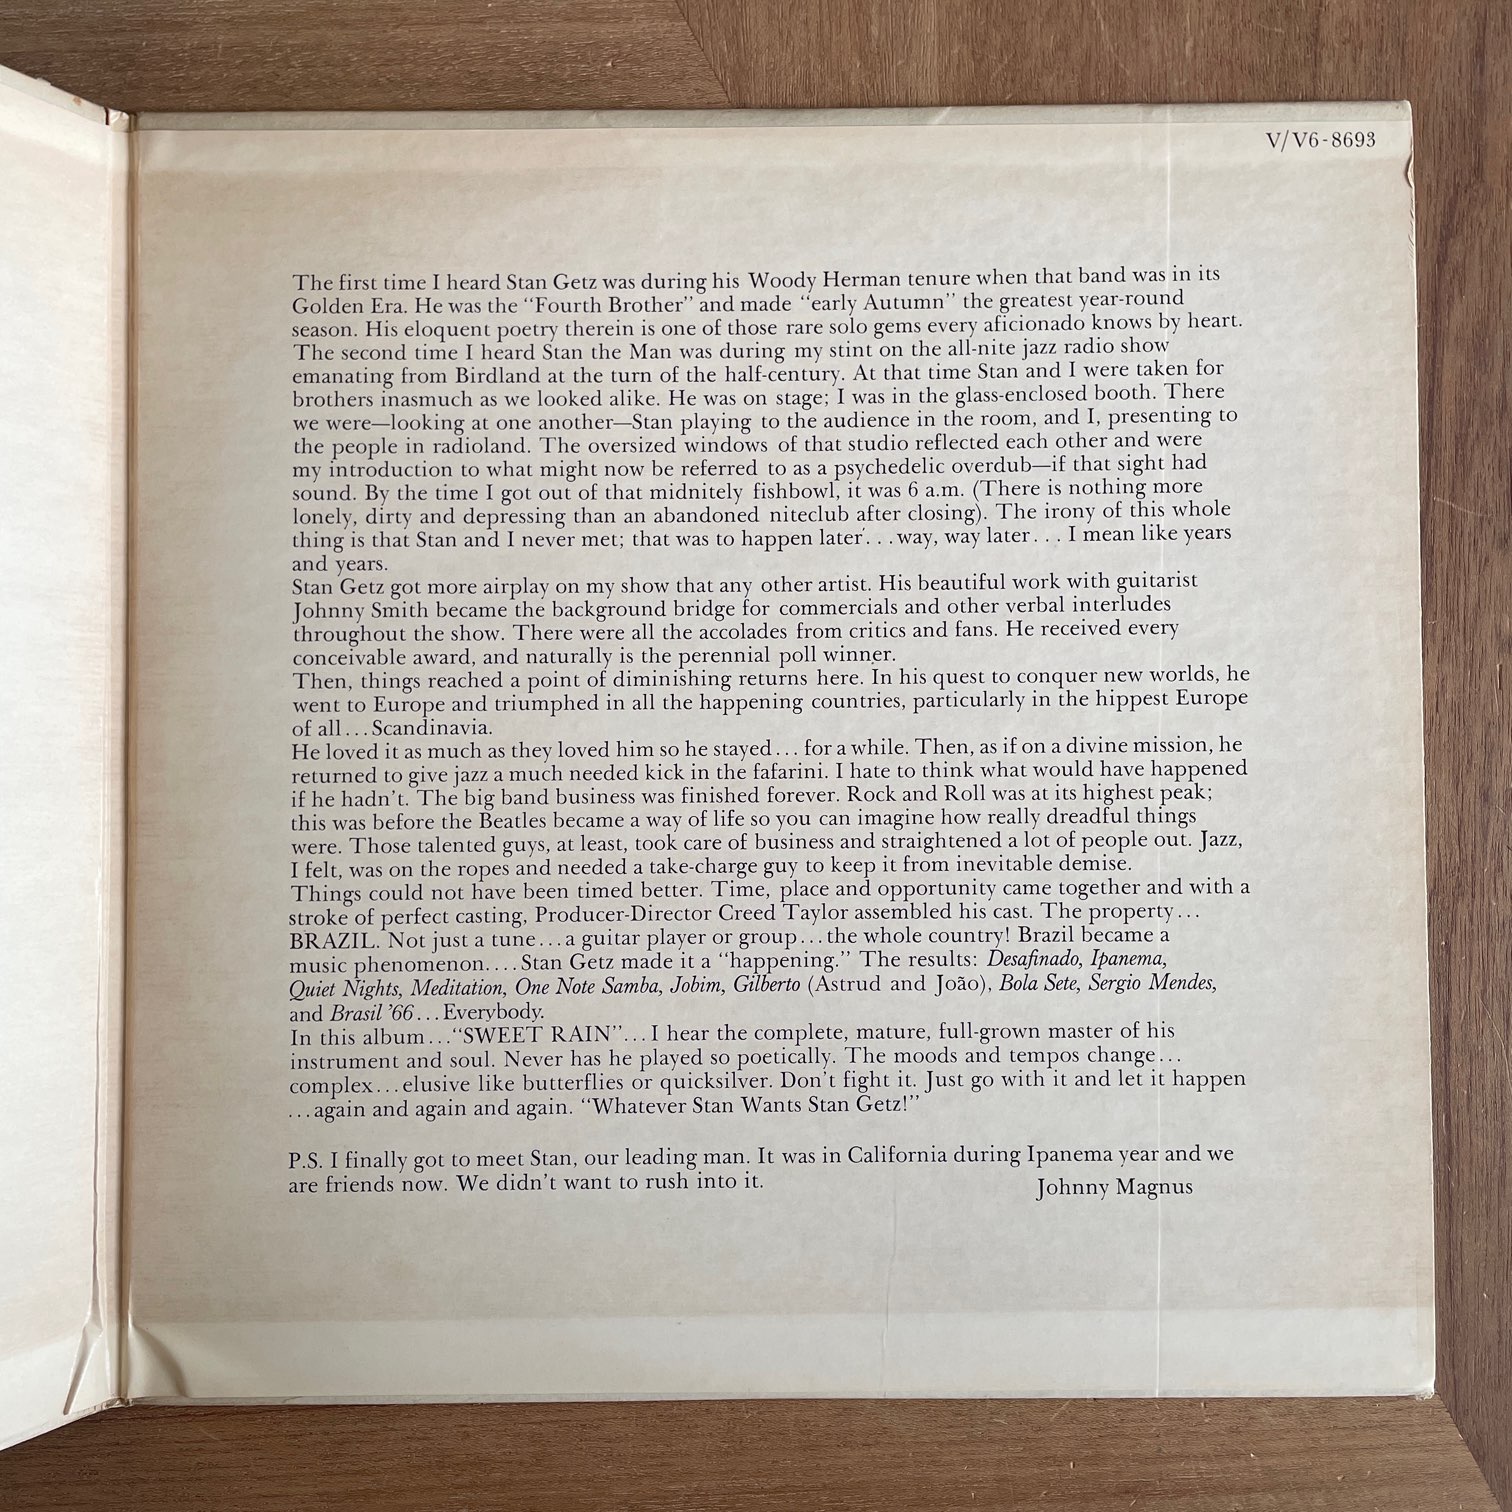 V/V6-8693
The first time I heard Stan Getz was during his Woody Herman tenure when that band was in its
Golden Era. He was the “Fourth Brother” and made “early Autumn” the greatest year-round
season. His eloquent poetry therein is one of those rare solo gems every aficionado knows by heart.
The second time I heard Stan the Man was during my stint on the all-nite jazz radio show
emanating from Birdland at the turn of the half-century. At that time Stan and I were taken for
brothers inasmuch as we looked alike. He was on stage; I was in the glass-enclosed booth. There
we were—looking at one another—Stan playing to the audience in the room, and I, presenting to
the people in radioland. The oversized windows of that studio reflected each other and were
my introduction to what might now be referred to as a psychedelic overdub—if that sight had
sound. By the time I got out of that midnitely fishbowl, it was 6 a.m. (There is nothing more
lonely, dirty and depressing than an abandoned niteclub after closing). The irony of this whole
thing is that Stan and I never met; that was to happen later...way, way later... I mean like years
and years.
Stan Getz got more airplay on my show that any other artist. His beautiful work with guitarist
Johnny Smith became the background bridge for commercials and other verbal interludes
throughout the show. There were all the accolades from critics and fans. He received every
conceivable award, and naturally is the perennial poll winner.
Then, things reached a point of diminishing returns here. In his quest to conquer new worlds, he
went to Europe and triumphed in all the happening countries, particularly in the hippest Europe
of all...Scandinavia.
He loved it as much as they loved him so he stayed... for a while. Then, as if on a divine mission, he
returned to give jazz a much needed kick in the fafarini. I hate to think what would have happened
if he hadn't. The big band business was finished forever. Rock and Roll was at its highest peak;
this was before the Beatles became a way of life so you can imagine how really dreadful things
were. Those talented guys, at least, took care of business and straightened a lot of people out. Jazz,
I felt, was on the ropes and needed a take-charge guy to keep it from inevitable demise.
Things could not have been timed better. Time, place and opportunity came together and with a
stroke of perfect casting, Producer-Director Creed Taylor assembled his cast. The property...
BRAZIL. Not just a tune...a guitar player or group...the whole country! Brazil became a
music phenomenon....Stan Getz made it a “happening.” The results: Desafinado, Ipanema,
Quiet Nights, Meditation, One Note Samba, Jobim, Gilberto (Astrud and João), Bola Sete, Sergio Mendes,
and Brasil ’66...Everybody.
In this album...“SWEET RAIN”...I hear the complete, mature, full-grown master of his
instrument and soul. Never has he played so poetically. The moods and tempos change...
complex...elusive like butterflies or quicksilver. Don't fight it. Just go with it and let it happen
...again and again and again. “Whatever Stan Wants Stan Getz!”
P.S. I finally got to meet Stan, our leading man. It was in California during Ipanema year and we
are friends now. We didn't want to rush into it.
Johnny Magnus